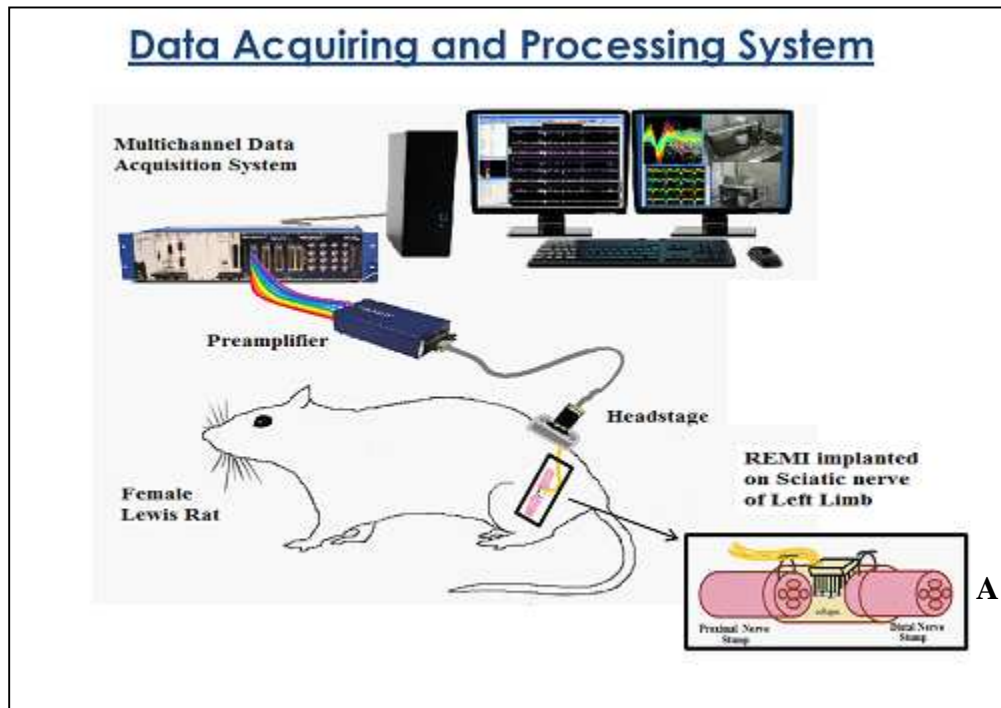 Data Acquiring and Processing System
Multichannel Data
Acquisition System
Preamplifier
Headstage
Female
Lewis Rat
REMI implanted
on Sciatic nerve
of Left Limb
A
Proximal Nerve
Stump
Distal Nerve
Stump